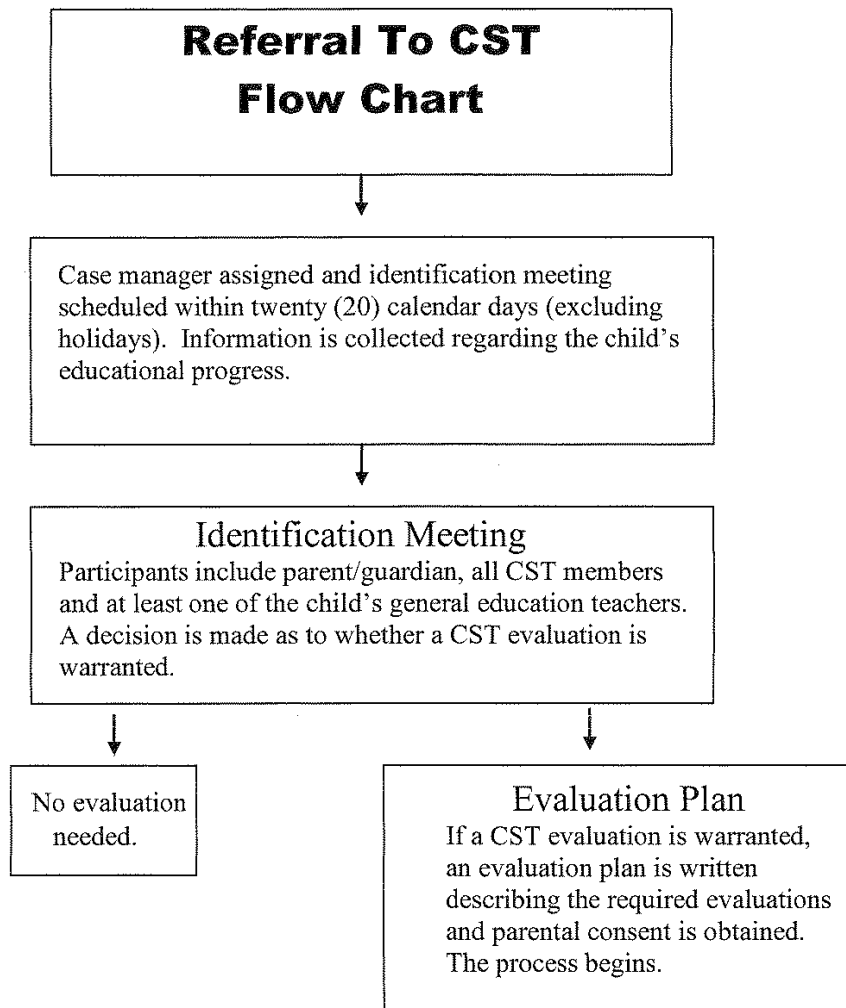 Referral To CST
Flow Chart
Case manager assigned and identification meeting
scheduled within twenty (20) calendar days (excluding
holidays).  Information is collected regarding the child's
educational progress.
Identification Meeting
Participants include parent/guardian, all CST members
and at least one of the child's general education teachers.
A decision is made as to whether a CST evaluation is
warranted.
No evaluation
needed.
Evaluation Plan
If a CST evaluation is warranted,
an evaluation plan is written
describing the required evaluations
and parental consent is obtained.
The process begins.